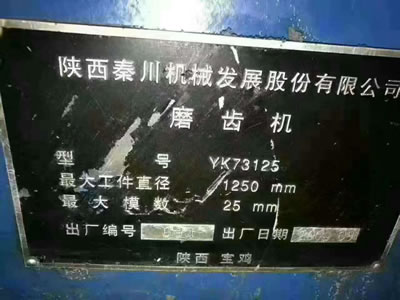 陕西秦川机械发展股份有限公司
磨齿机
型号 YK73125
最大工件直径 1250 mm
最大模数 25 mm
出厂编号 出厂日期
陕西 宝鸡